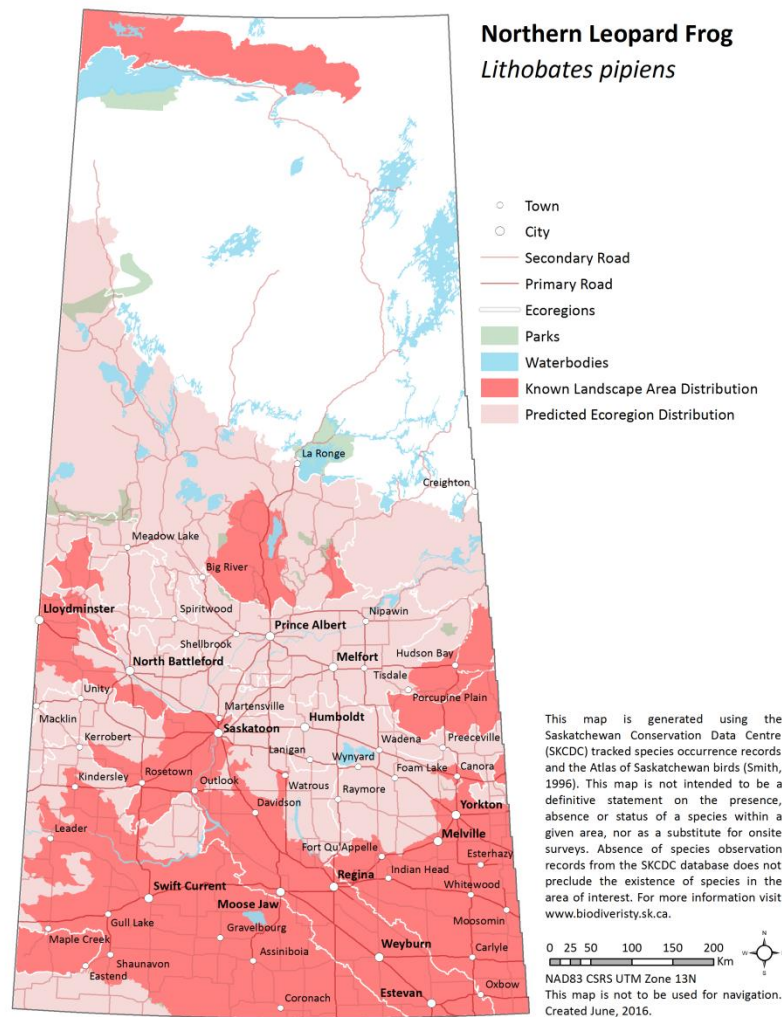 Northern Leopard Frog
Lithobates pipiens
Town
City
Secondary Road
Primary Road
Ecoregions
Parks
Waterbodies
Known Landscape Area Distribution
Predicted Ecoregion Distribution
La Ronge
Creighton
Meadow Lake
Big River
Lloydminster
Spiritwood
Nipawin
Prince Albert
Shellbrook
Hudson Bay
North Battleford
Melfort
Tisdale
Unity
Porcupine Plain
Martensville
Macklin
Humboldt
Saskatoon
Kerrobert
Wadena
Preeceville
Lanigan
Wynyard
Kindersley
Rosetown
Outlook
Watrous
Foam Lake
Canora
Raymore
Davidson
Yorkton
Leader
Melville
Fort Qu'Appelle
Esterhazy
Indian Head
Regina
Swift Current
Whitewood
Moose Jaw
Gull Lake
Moosomin
Gravelbourg
Maple Creek
Weyburn
Shaunavon
Assiniboia
Carlyle
Eastend
Coronach
Estevan
Oxbow
This map is generated using the
Saskatchewan Conservation Data Centre
(SKCDC) tracked species occurrence records
and the Atlas of Saskatchewan birds (Smith,
1996). This map is not intended to be a
definitive statement on the presence,
absence or status of a species within a
given area, nor as a substitute for onsite
surveys. Absence of species observation
records from the SKCDC database does not
preclude the existence of species in the
area of interest. For more information visit
www.biodiveristy.sk.ca.
N
W E
S
0 25 50 100 150 200
Km
NAD83 CSRS UTM Zone 13N
This map is not to be used for navigation.
Created June, 2016.